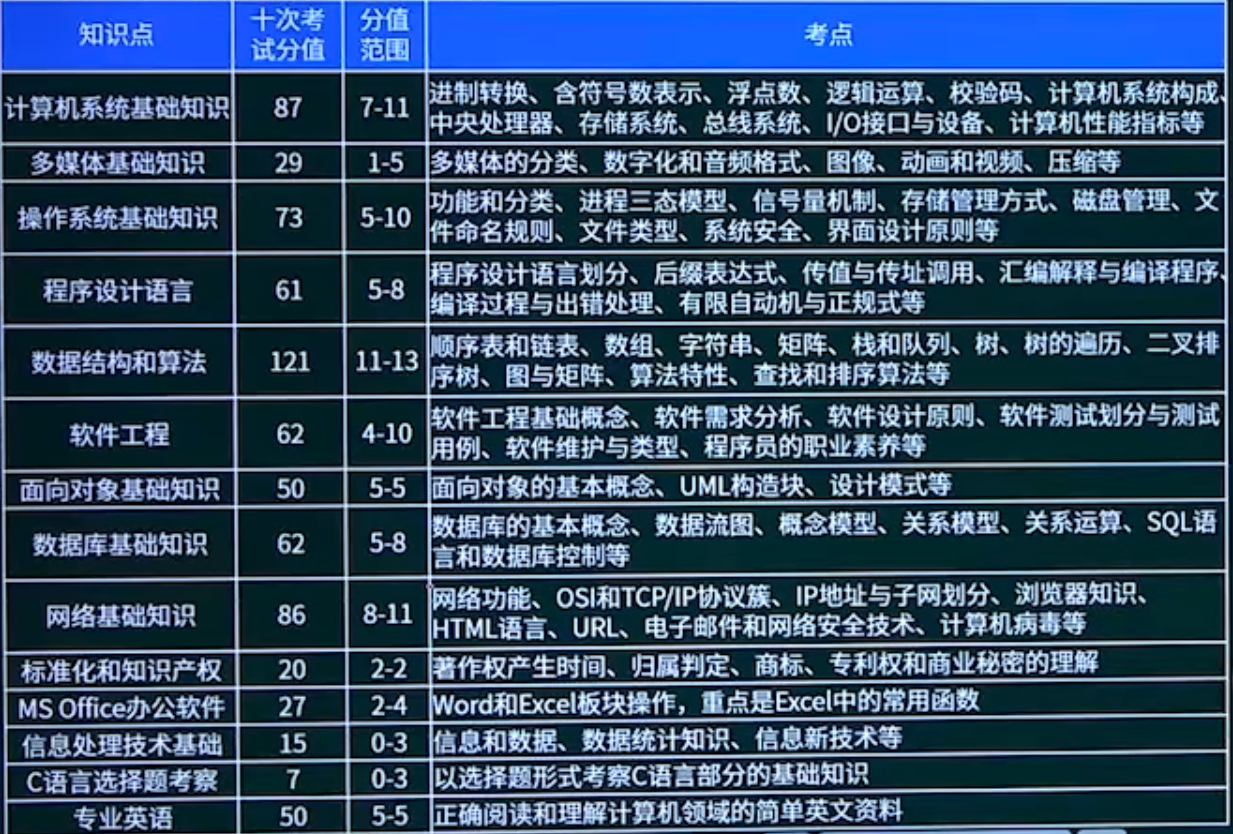 知识点
十次考
试分值
分值
范围
考点
计算机系统基础知识
87
7-11
进制转换、含符号数表示、浮点数、逻辑运算、校验码、计算机系统构成、
中央处理器、存储系统、总线系统、I/O接口与设备、计算机性能指标等
多媒体基础知识
29
1-5
多媒体的分类、数字化和音频格式、图像、动画和视频、压缩等
操作系统基础知识
73
5-10
功能和分类、进程三态模型、信号量机制、存储管理方式、磁盘管理、文
件命名规则、文件类型、系统安全、界面设计原则等
程序设计语言
61
5-8
程序设计语言划分、后缀表达式、传值与传址调用、汇编解释与编译程序、
编译过程与出错处理、有限自动机与正规式等
数据结构和算法
121
11-13
顺序表和链表、数组、字符串、矩阵、栈和队列、树、树的遍历、二叉排
序树、图与矩阵、算法特性、查找和排序算法等
软件工程
62
4-10
软件工程基础概念、软件需求分析、软件设计原则、软件测试划分与测试
用例、软件维护与类型、程序员的职业素养等
面向对象基础知识
50
5-5
面向对象的基本概念、UML构造块、设计模式等
数据库基础知识
62
5-8
数据库的基本概念、数据流图、概念模型、关系模型、关系运算、SQL语
言和数据库控制等
网络基础知识
86
8-11
网络功能、OSI和TCP/IP协议簇、IP地址与子网划分、浏览器知识、
HTML语言、URL、电子邮件和网络安全技术、计算机病毒等
标准化和知识产权
20
2-2
著作权产生时间、归属判定、商标、专利权和商业秘密的理解
MS Office办公软件
27
2-4
Word和Excel板块操作，重点是Excel中的常用函数
信息处理技术基础
15
0-3
信息和数据、数据统计知识、信息新技术等
C语言选择题考察
7
0-3
以选择题形式考察C语言部分的基础知识
专业英语
50
5-5
正确阅读和理解计算机领域的简单英文资料